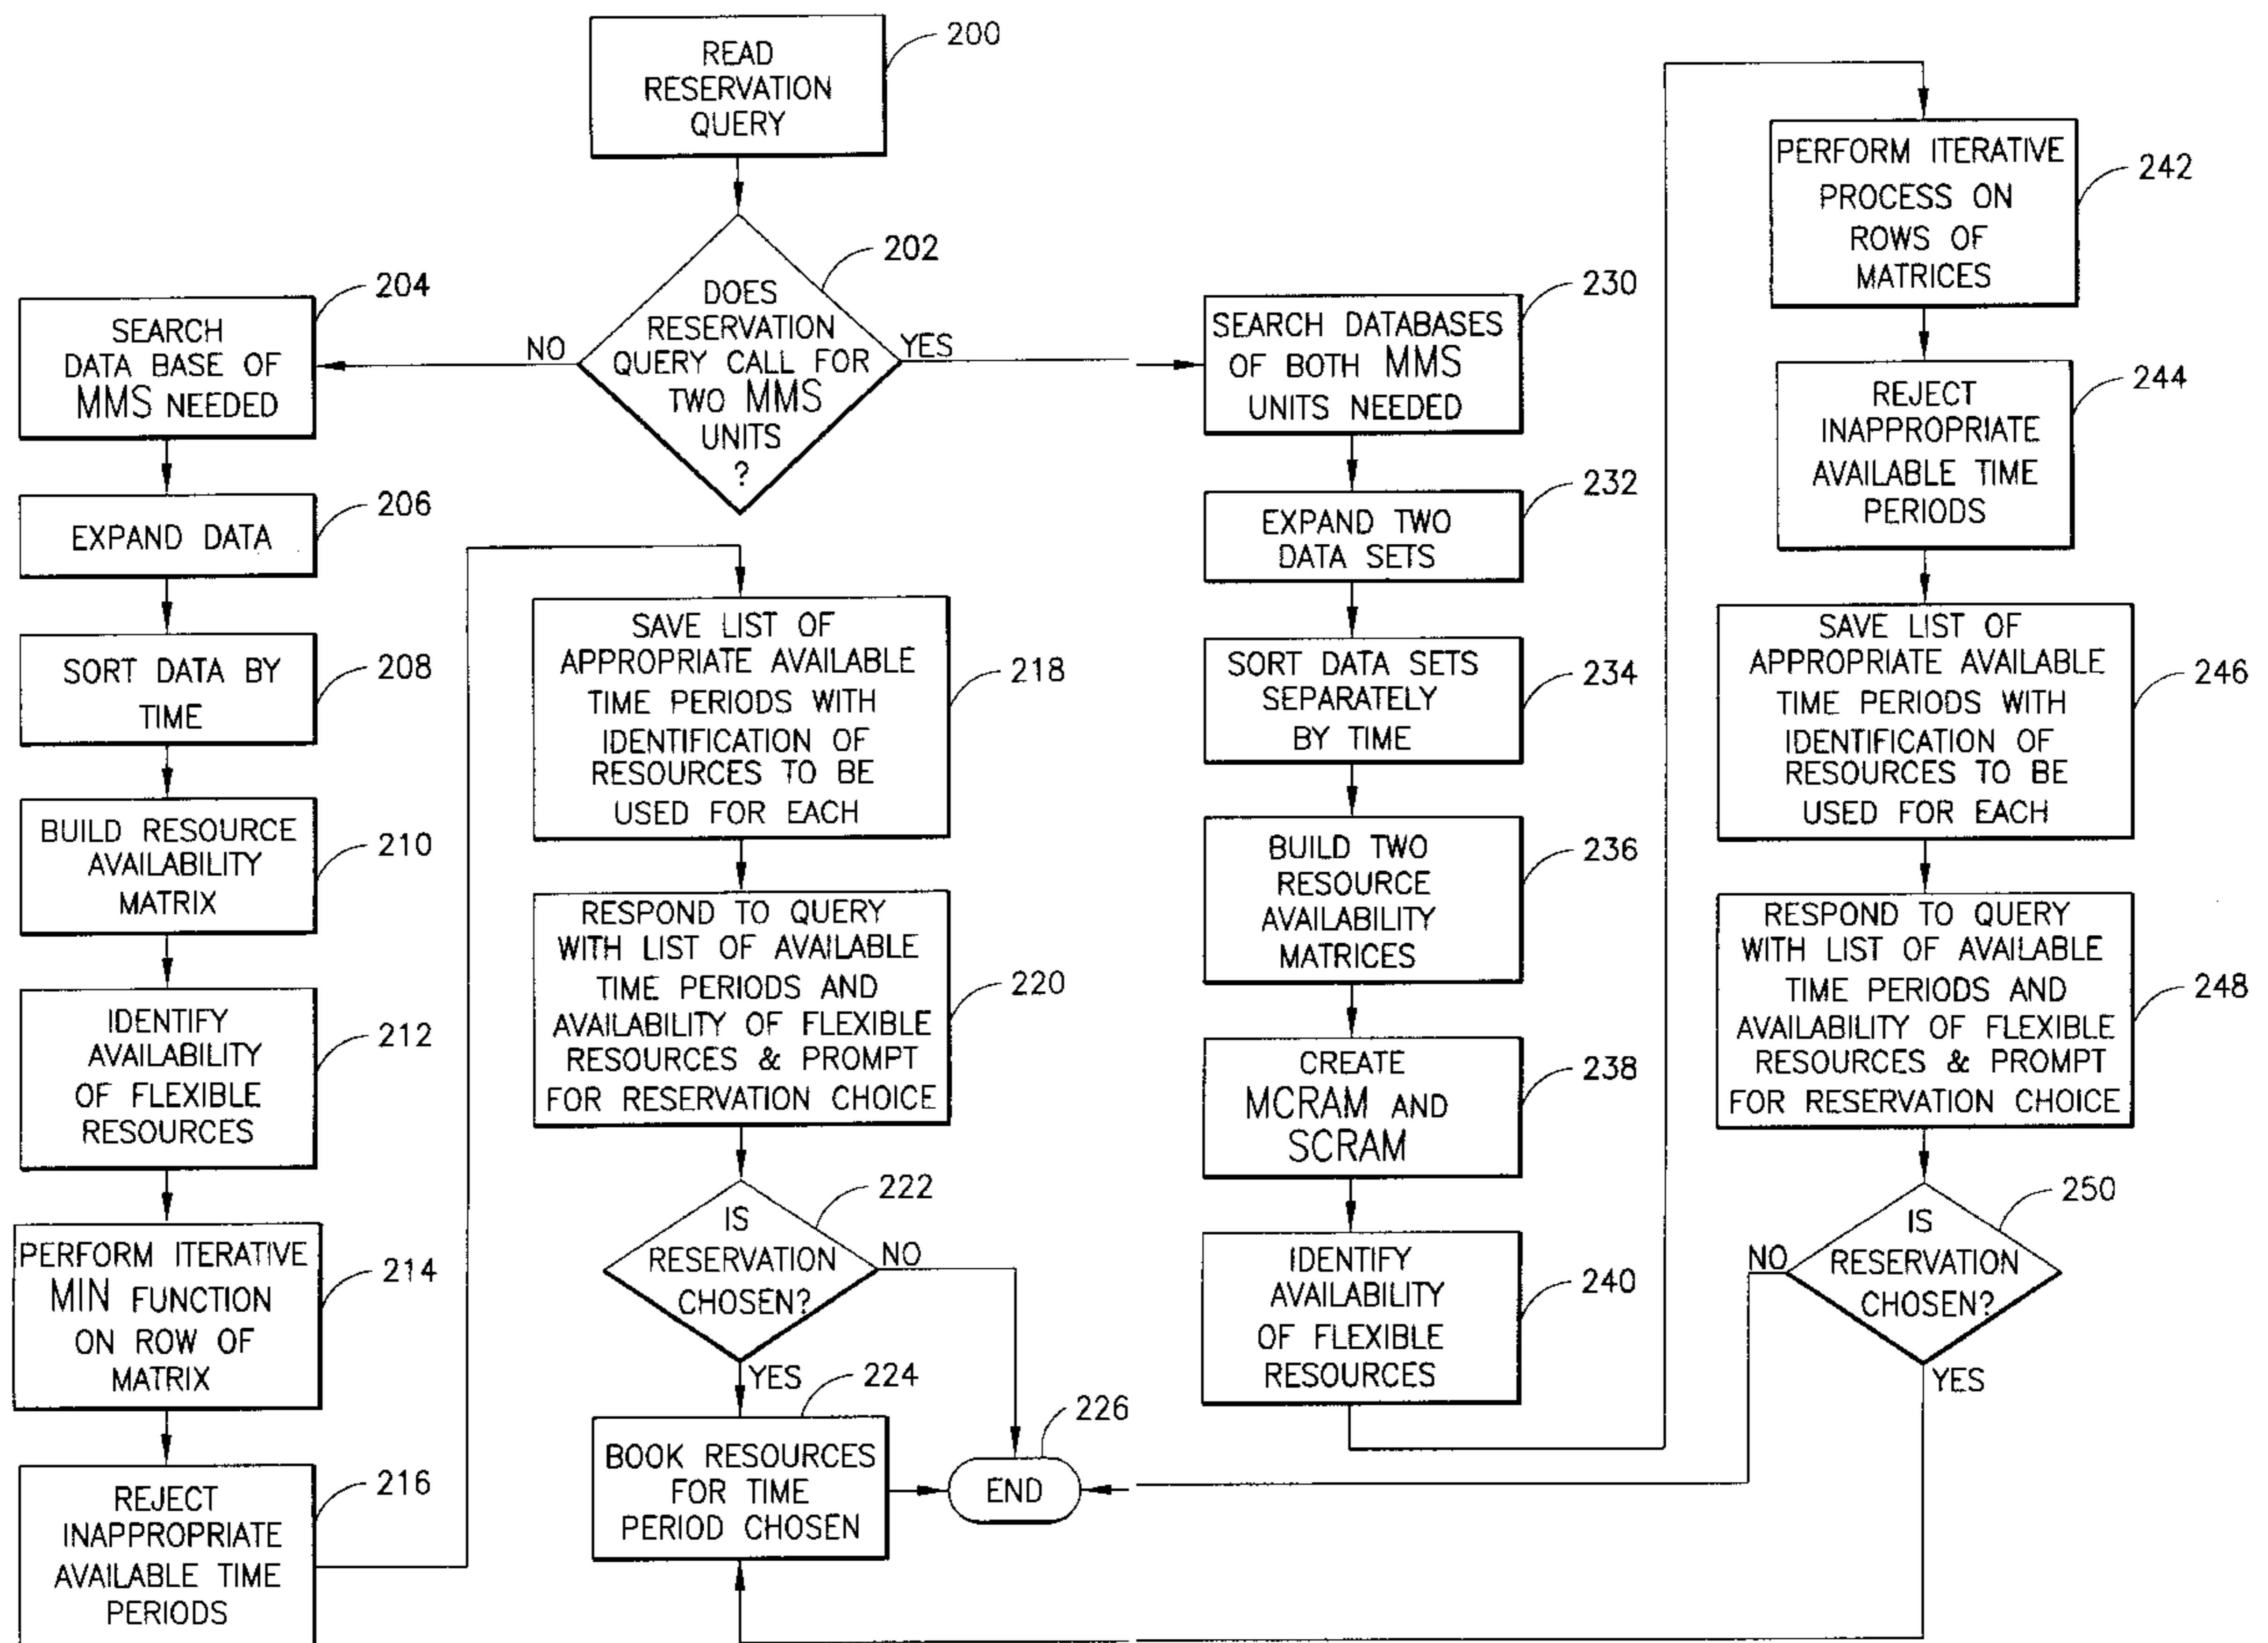 READ
RESERVATION
QUERY
200
DOES
RESERVATION
QUERY CALL FOR
TWO MMS
UNITS
?
202
NO
YES
SEARCH
DATA BASE OF
MMS NEEDED
204
EXPAND DATA
206
SORT DATA BY
TIME
208
BUILD RESOURCE
AVAILABILITY
MATRIX
210
IDENTIFY
AVAILABILITY
OF FLEXIBLE
RESOURCES
212
PERFORM ITERATIVE
MIN FUNCTION
ON ROW OF
MATRIX
214
REJECT
INAPPROPRIATE
AVAILABLE TIME
PERIODS
216
SAVE LIST OF
APPROPRIATE AVAILABLE
TIME PERIODS WITH
IDENTIFICATION OF
RESOURCES TO BE
USED FOR EACH
218
RESPOND TO QUERY
WITH LIST OF AVAILABLE
TIME PERIODS AND
AVAILABILITY OF FLEXIBLE
RESOURCES & PROMPT
FOR RESERVATION CHOICE
220
IS
RESERVATION
CHOSEN?
222
NO
YES
BOOK RESOURCES
FOR TIME
PERIOD CHOSEN
224
END
226
SEARCH DATABASES
OF BOTH MMS
UNITS NEEDED
230
EXPAND TWO
DATA SETS
232
SORT DATA SETS
SEPARATELY
BY TIME
234
BUILD TWO
RESOURCE
AVAILABILITY
MATRICES
236
CREATE
MCRAM AND
SCRAM
238
IDENTIFY
AVAILABILITY
OF FLEXIBLE
RESOURCES
240
PERFORM ITERATIVE
PROCESS ON
ROWS OF
MATRICES
242
REJECT
INAPPROPRIATE
AVAILABLE TIME
PERIODS
244
SAVE LIST OF
APPROPRIATE AVAILABLE
TIME PERIODS WITH
IDENTIFICATION OF
RESOURCES TO BE
USED FOR EACH
246
RESPOND TO QUERY
WITH LIST OF AVAILABLE
TIME PERIODS AND
AVAILABILITY OF FLEXIBLE
RESOURCES & PROMPT
FOR RESERVATION CHOICE
248
IS
RESERVATION
CHOSEN?
250
NO
YES